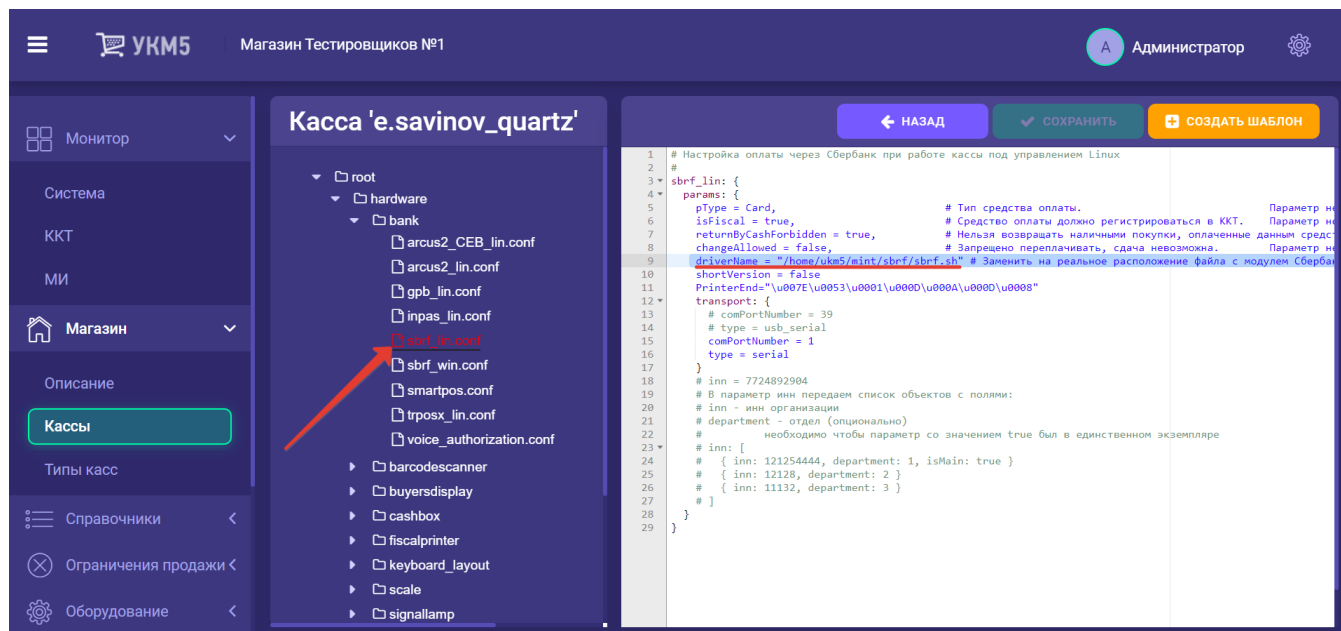 УКМ5
Магазин Тестировщиков №1
А
Администратор
Монитор
Система
ККТ
МИ
Магазин
Описание
Кассы
Типы касс
Справочники
Ограничения продажи
Оборудование
Касса 'e.savinov_quartz'
root
hardware
bank
arcus2_CEB_lin.conf
arcus2_lin.conf
gpb_lin.conf
inpas_lin.conf
sbrf_lin.conf
sbrf_win.conf
smartpos.conf
trposx_lin.conf
voice_authorization.conf
barcodescanner
buyersdisplay
cashbox
fiscalprinter
keyboard_layout
scale
signallamp
НАЗАД
СОХРАНИТЬ
СОЗДАТЬ ШАБЛОН
1 # Настройка оплаты через Сбербанк при работе кассы под управлением Linux
2 #
3 sbrf_lin: {
4 params: {
5 pType = Card, # Тип средства оплаты. Параметр не
6 isFiscal = true, # Средство оплаты должно регистрироваться в ККТ. Параметр не
7 returnByCashForbidden = true, # Нельзя возвращать наличными покупки, оплаченные данным средст
8 changeAllowed = false, # Запрещено переплачивать, сдача невозможна. Параметр не
9 driverName = "/home/ukm5/mint/sbrf/sbrf.sh" # Заменить на реальное расположение файла с модулем Сбербан
10 shortVersion = false
11 PrinterEnd="\u007E\u0053\u0001\u000D\u000A\u000D\u0008"
12 transport: {
13 # comPortNumber = 39
14 # type = usb_serial
15 comPortNumber = 1
16 type = serial
17 }
18 # inn = 7724892904
19 # В параметр инн передаем список объектов с полями:
20 # inn - инн организации
21 # department - отдел (опционально)
22 # необходимо чтобы параметр со значением true был в единственном экземпляре
23 # inn: [
24 # { inn: 121254444, department: 1, isMain: true }
25 # { inn: 12128, department: 2 }
26 # { inn: 11132, department: 3 }
27 # ]
28 }
29 }